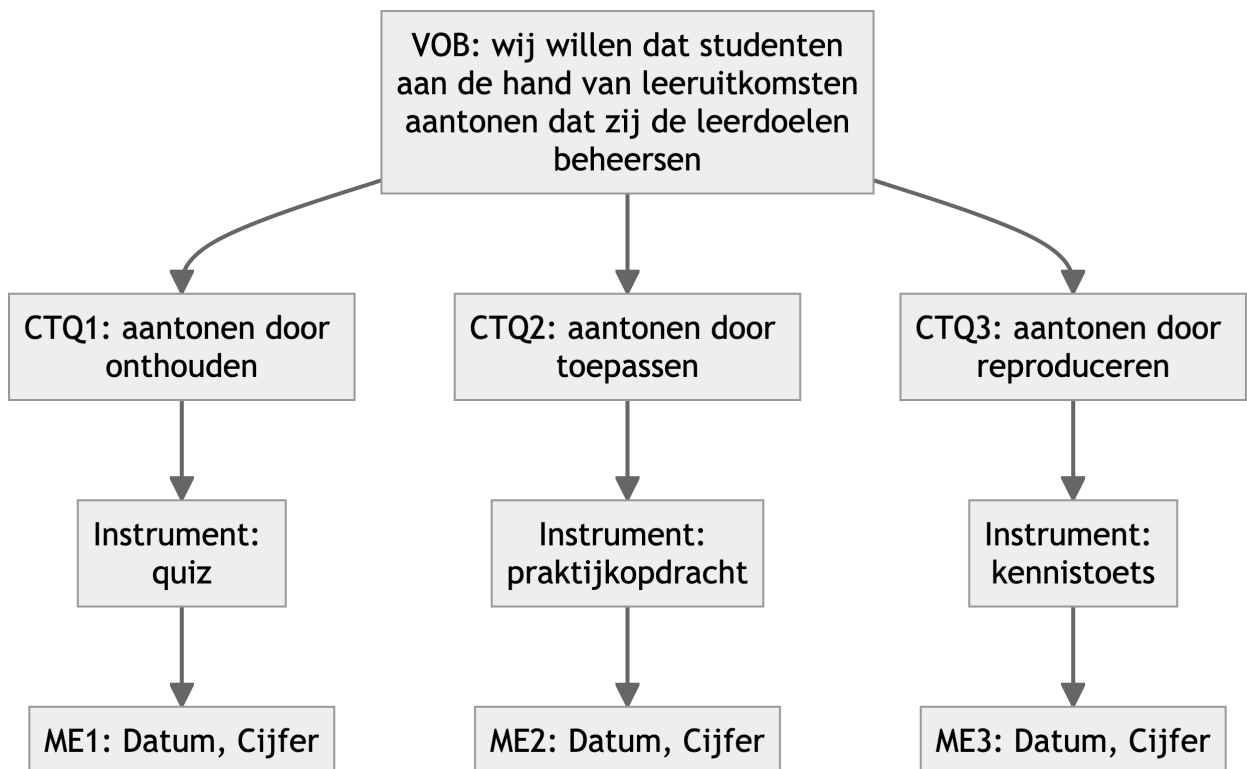 VOB: wij willen dat studenten
aan de hand van leeruitkomsten
aantonen dat zij de leerdoelen
beheersen
CTQ1: aantonen door
onthouden
CTQ2: aantonen door
toepassen
CTQ3: aantonen door
reproduceren
Instrument:
quiz
Instrument:
praktijkopdracht
Instrument:
kennistoets
ME1: Datum, Cijfer
ME2: Datum, Cijfer
ME3: Datum, Cijfer